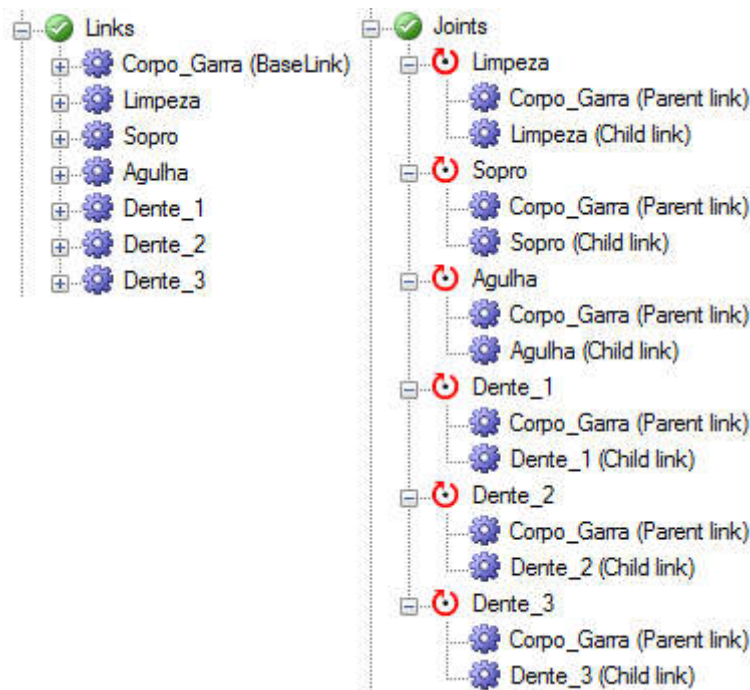 Links
Corpo_Garra (BaseLink)
Limpeza
Sopro
Agulha
Dente_1
Dente_2
Dente_3
Joints
Limpeza
Corpo_Garra (Parent link)
Limpeza (Child link)
Sopro
Corpo_Garra (Parent link)
Sopro (Child link)
Agulha
Corpo_Garra (Parent link)
Agulha (Child link)
Dente_1
Corpo_Garra (Parent link)
Dente_1 (Child link)
Dente_2
Corpo_Garra (Parent link)
Dente_2 (Child link)
Dente_3
Corpo_Garra (Parent link)
Dente_3 (Child link)